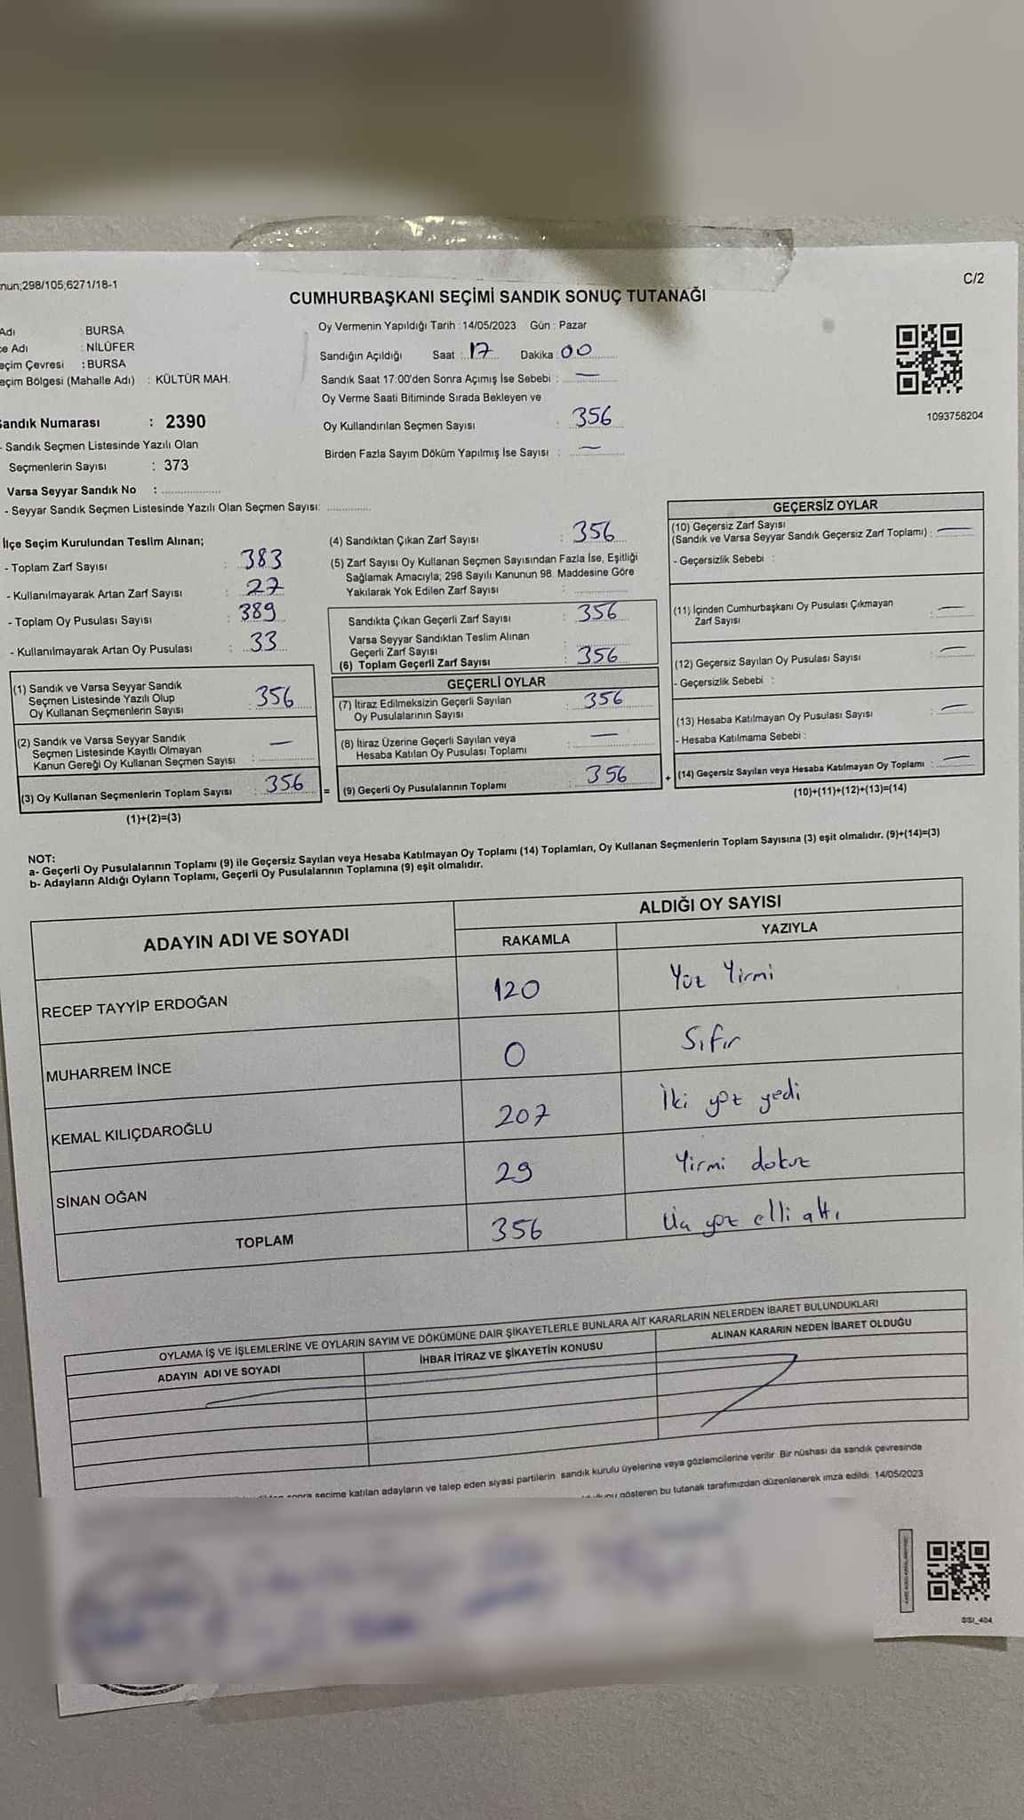 nun;298/105;6271/18-1
C/2
CUMHURBAŞKANI SEÇİMİ SANDIK SONUÇ TUTANAĞI
Adı : BURSA
çe Adı : NİLÜFER
eçim Çevresi : BURSA
eçim Bölgesi (Mahalle Adı) : KÜLTÜR MAH.
Sandık Numarası : 2390
- Sandık Seçmen Listesinde Yazılı Olan
Seçmenlerin Sayısı : 373
Varsa Seyyar Sandık No :
- Seyyar Sandık Seçmen Listesinde Yazılı Olan Seçmen Sayısı:
Oy Vermenin Yapıldığı Tarih : 14/05/2023 Gün : Pazar
Sandığın Açıldığı Saat : 17 Dakika : 00
Sandık Saat 17:00'den Sonra Açımış İse Sebebi : —
Oy Verme Saati Bitiminde Sırada Bekleyen ve
Oy Kullandırılan Seçmen Sayısı : 356
Birden Fazla Sayım Döküm Yapılmış İse Sayısı : —
1093758204
İlçe Seçim Kurulundan Teslim Alınan;
- Toplam Zarf Sayısı : 383
- Kullanılmayarak Artan Zarf Sayısı : 27
- Toplam Oy Pusulası Sayısı : 389
- Kullanılmayarak Artan Oy Pusulası : 33
(1) Sandık ve Varsa Seyyar Sandık
Seçmen Listesinde Yazılı Olup
Oy Kullanan Seçmenlerin Sayısı : 356
(2) Sandık ve Varsa Seyyar Sandık
Seçmen Listesinde Kayıtlı Olmayan
Kanun Gereği Oy Kullanan Seçmen Sayısı : —
(3) Oy Kullanan Seçmenlerin Toplam Sayısı : 356
(1)+(2)=(3)
(4) Sandıktan Çıkan Zarf Sayısı : 356
(5) Zarf Sayısı Oy Kullanan Seçmen Sayısından Fazla İse, Eşitliği
Sağlamak Amacıyla; 298 Sayılı Kanunun 98. Maddesine Göre
Yakılarak Yok Edilen Zarf Sayısı :
Sandıkta Çıkan Geçerli Zarf Sayısı : 356
Varsa Seyyar Sandıktan Teslim Alınan
Geçerli Zarf Sayısı :
(6) Toplam Geçerli Zarf Sayısı : 356
GEÇERLİ OYLAR
(7) İtiraz Edilmeksizin Geçerli Sayılan
Oy Pusulalarının Sayısı : 356
(8) İtiraz Üzerine Geçerli Sayılan veya
Hesaba Katılan Oy Pusulası Toplamı : —
= (9) Geçerli Oy Pusulalarının Toplamı : 356
GEÇERSİZ OYLAR
(10) Geçersiz Zarf Sayısı
(Sandık ve Varsa Seyyar Sandık Geçersiz Zarf Toplamı) : —
- Geçersizlik Sebebi :
(11) İçinden Cumhurbaşkanı Oy Pusulası Çıkmayan
Zarf Sayısı : —
(12) Geçersiz Sayılan Oy Pusulası Sayısı : —
- Geçersizlik Sebebi :
(13) Hesaba Katılmayan Oy Pusulası Sayısı : —
- Hesaba Katılmama Sebebi :
+ (14) Geçersiz Sayılan veya Hesaba Katılmayan Oy Toplamı : —
(10)+(11)+(12)+(13)=(14)
NOT:
a- Geçerli Oy Pusulalarının Toplamı (9) ile Geçersiz Sayılan veya Hesaba Katılmayan Oy Toplamı (14) Toplamları, Oy Kullanan Seçmenlerin Toplam Sayısına (3) eşit olmalıdır. (9)+(14)=(3)
b- Adayların Aldığı Oyların Toplamı, Geçerli Oy Pusulalarının Toplamına (9) eşit olmalıdır.
ADAYIN ADI VE SOYADI ALDIĞI OY SAYISI
RAKAMLA YAZIYLA
RECEP TAYYİP ERDOĞAN 120 Yüz Yirmi
MUHARREM İNCE 0 Sıfır
KEMAL KILIÇDAROĞLU 207 İki yüz yedi
SİNAN OĞAN 29 Yirmi dokuz
TOPLAM 356 Üç yüz elli altı
OYLAMA İŞ VE İŞLEMLERİNE VE OYLARIN SAYIM VE DÖKÜMÜNE DAİR ŞİKAYETLERLE BUNLARA AİT KARARLARIN NELERDEN İBARET BULUNDUKLARI
ADAYIN ADI VE SOYADI İHBAR İTİRAZ VE ŞİKAYETİN KONUSU ALINAN KARARIN NEDEN İBARET OLDUĞU
sonra seçime katılan adayların ve talep eden siyasi partilerin sandık kurulu üyelerine veya gözlemcilerine verilir. Bir nüshası da sandık çevresinde
gösteren bu tutanak tarafımızdan düzenlenerek imza edildi. 14/05/2023
SSI_404